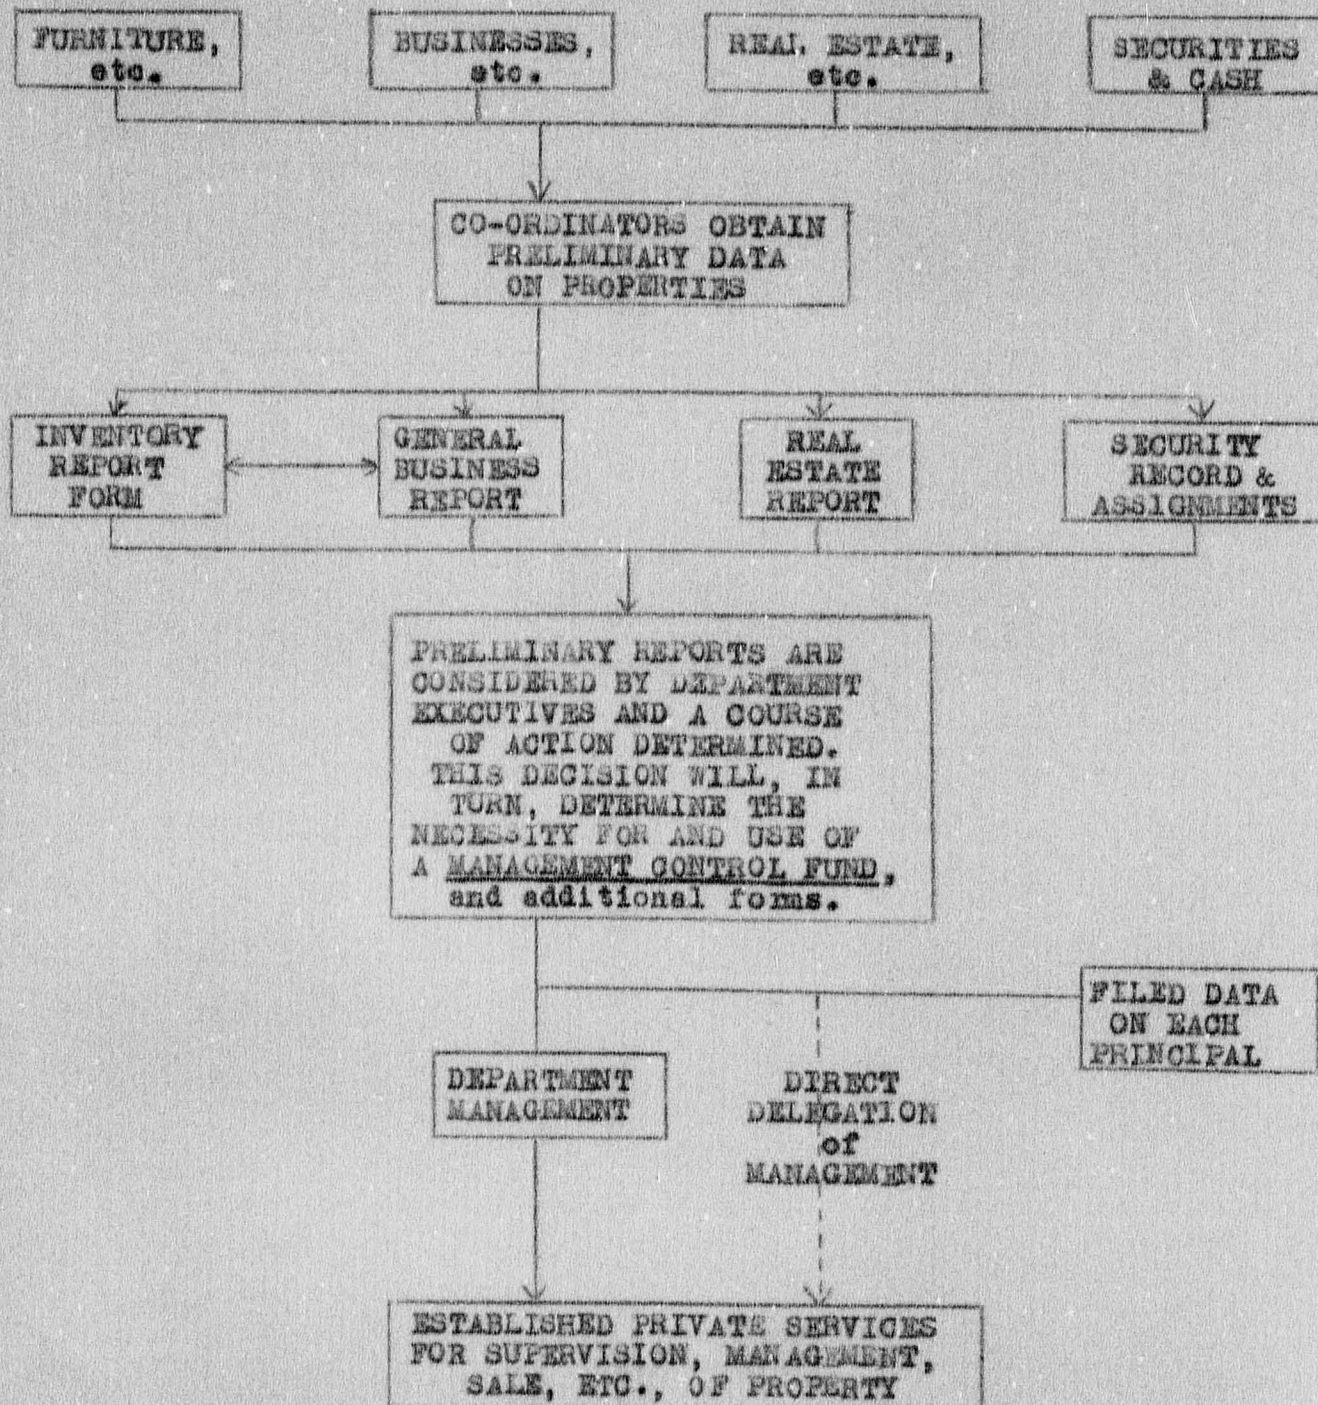 FURNITURE,
etc.
BUSINESSES,
etc.
REAL ESTATE,
etc.
SECURITIES
& CASH
CO-ORDINATORS OBTAIN
PRELIMINARY DATA
ON PROPERTIES
INVENTORY
REPORT
FORM
GENERAL
BUSINESS
REPORT
REAL
ESTATE
REPORT
SECURITY
RECORD &
ASSIGNMENTS
PRELIMINARY REPORTS ARE
CONSIDERED BY DEPARTMENT
EXECUTIVES AND A COURSE
OF ACTION DETERMINED.
THIS DECISION WILL, IN
TURN, DETERMINE THE
NECESSITY FOR AND USE OF
A MANAGEMENT CONTROL FUND,
and additional forms.
FILED DATA
ON EACH
PRINCIPAL
DEPARTMENT
MANAGEMENT
DIRECT
DELEGATION
of
MANAGEMENT
ESTABLISHED PRIVATE SERVICES
FOR SUPERVISION, MANAGEMENT,
SALE, ETC., OF PROPERTY